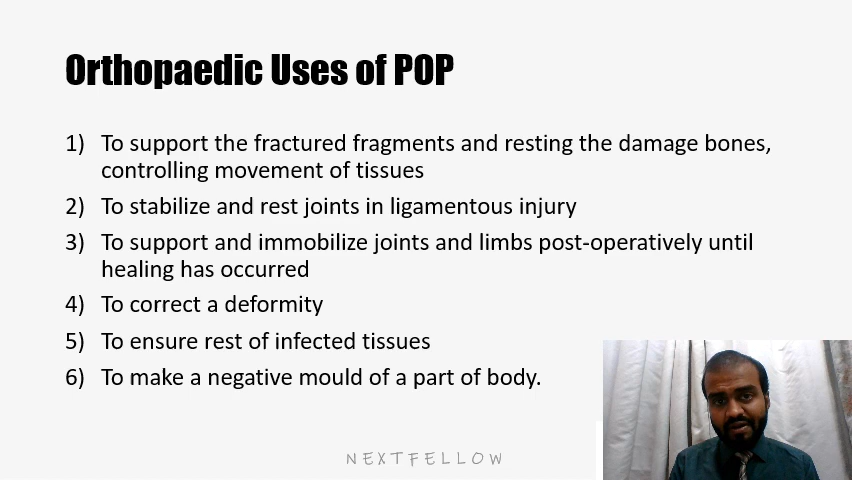 Orthopaedic Uses of POP
1) To support the fractured fragments and resting the damage bones,
controlling movement of tissues
2) To stabilize and rest joints in ligamentous injury
3) To support and immobilize joints and limbs post-operatively until
healing has occurred
4) To correct a deformity
5) To ensure rest of infected tissues
6) To make a negative mould of a part of body.
NEXTFELLOW